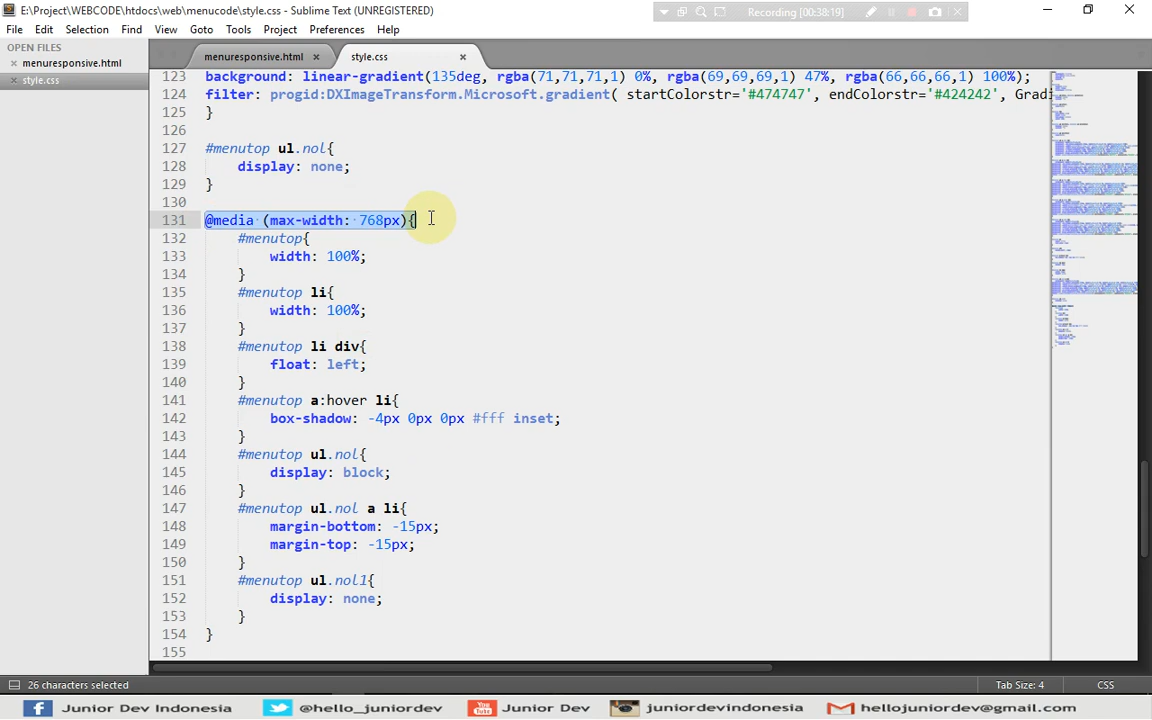 E:\Project\WEBCODE\htdocs\web\menucode\style.css - Sublime Text (UNREGISTERED)
Recording [00:38:19]
File Edit Selection Find View Goto Tools Project Preferences Help
OPEN FILES
menuresponsive.html
style.css
menuresponsive.html
style.css
123 background: linear-gradient(135deg, rgba(71,71,71,1) 0%, rgba(69,69,69,1) 47%, rgba(66,66,66,1) 100%);
124 filter: progid:DXImageTransform.Microsoft.gradient( startColorstr='#474747', endColorstr='#424242', Gradi
125 }
126
127 #menutop ul.nol{
128 display: none;
129 }
130
131 @media (max-width: 768px){
132 #menutop{
133 width: 100%;
134 }
135 #menutop li{
136 width: 100%;
137 }
138 #menutop li div{
139 float: left;
140 }
141 #menutop a:hover li{
142 box-shadow: -4px 0px 0px #fff inset;
143 }
144 #menutop ul.nol{
145 display: block;
146 }
147 #menutop ul.nol a li{
148 margin-bottom: -15px;
149 margin-top: -15px;
150 }
151 #menutop ul.nol1{
152 display: none;
153 }
154 }
155
26 characters selected
Tab Size: 4
CSS
Junior Dev Indonesia
@hello_juniordev
You Tube
Junior Dev
juniordevindonesia
hellojuniordev@gmail.com